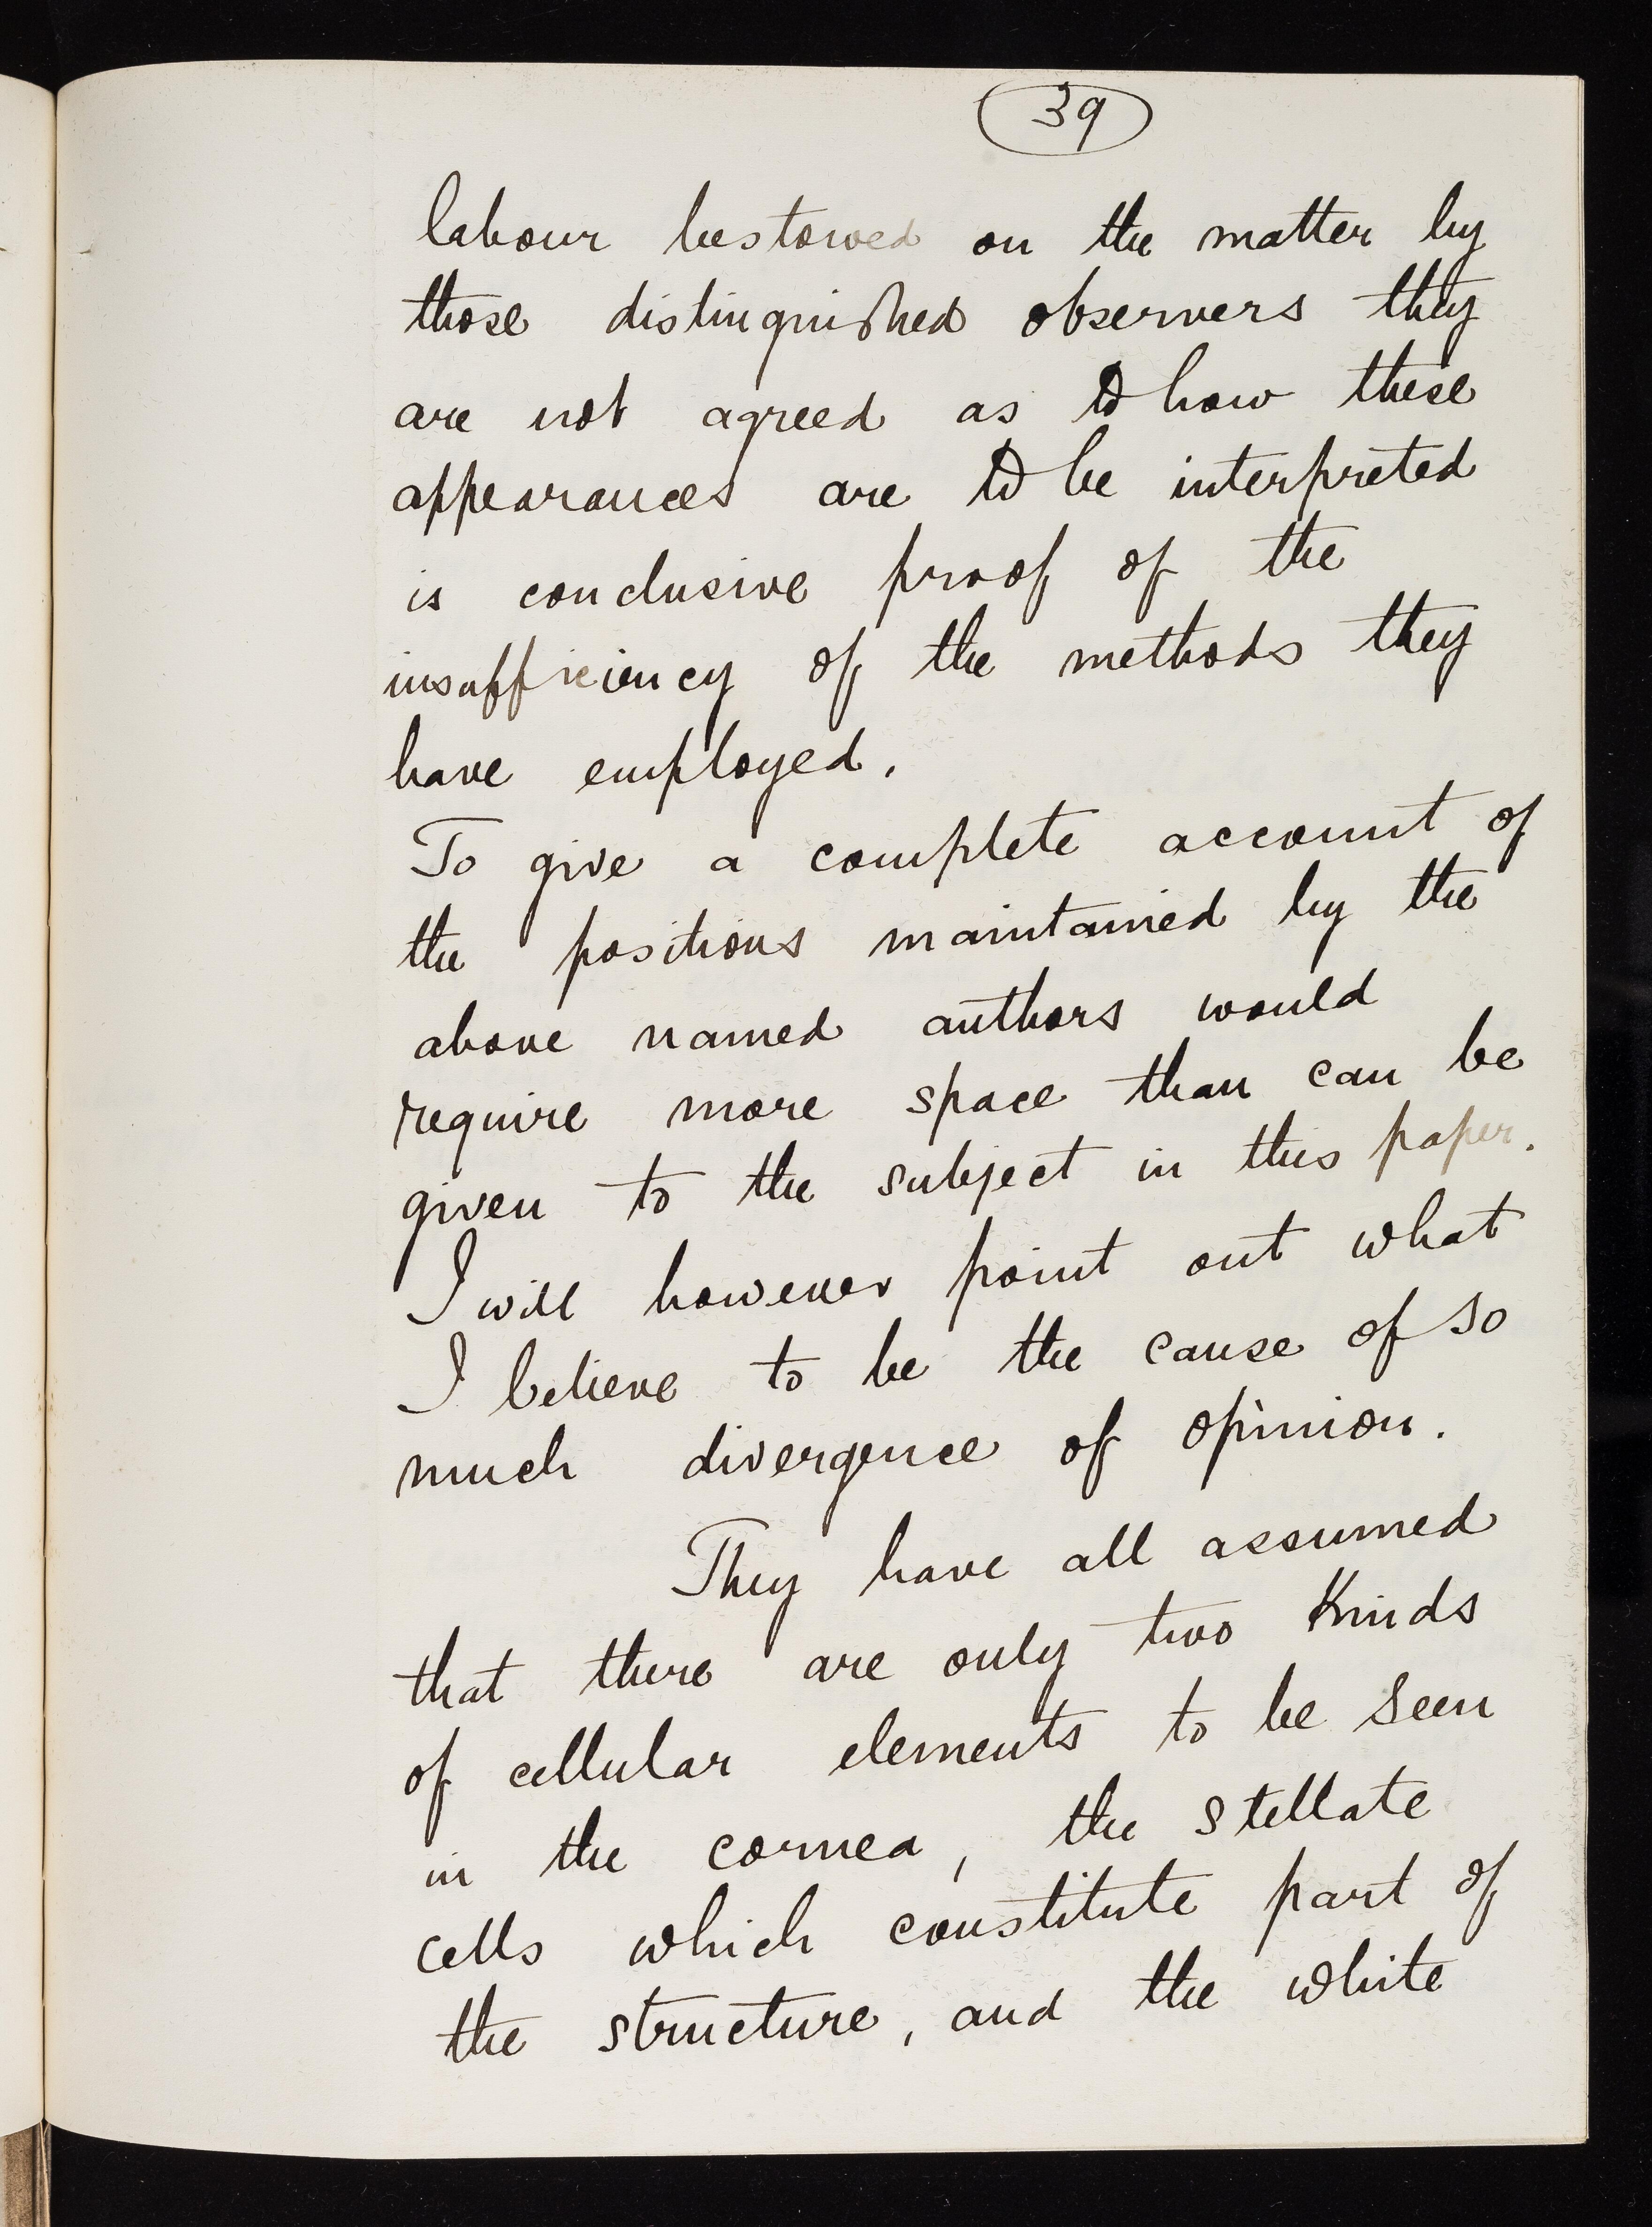 39
labour bestowed on the matter by
those distinguished observers they
are not agreed as to how these
appearances are to be interpreted
is conclusive proof of the
insufficiency of the methods they
have employed.
To give a complete account of
the positions maintained by the
above named authors would
require more space than can be
given to the subject in this paper.
I will however point out what
I believe to be the cause of so
much divergence of opinion.
They have all assumed
that there are only two Kinds
of cellular elements to be seen
in the cornea, the stellate
cells which constitute part of
the structure, and the white